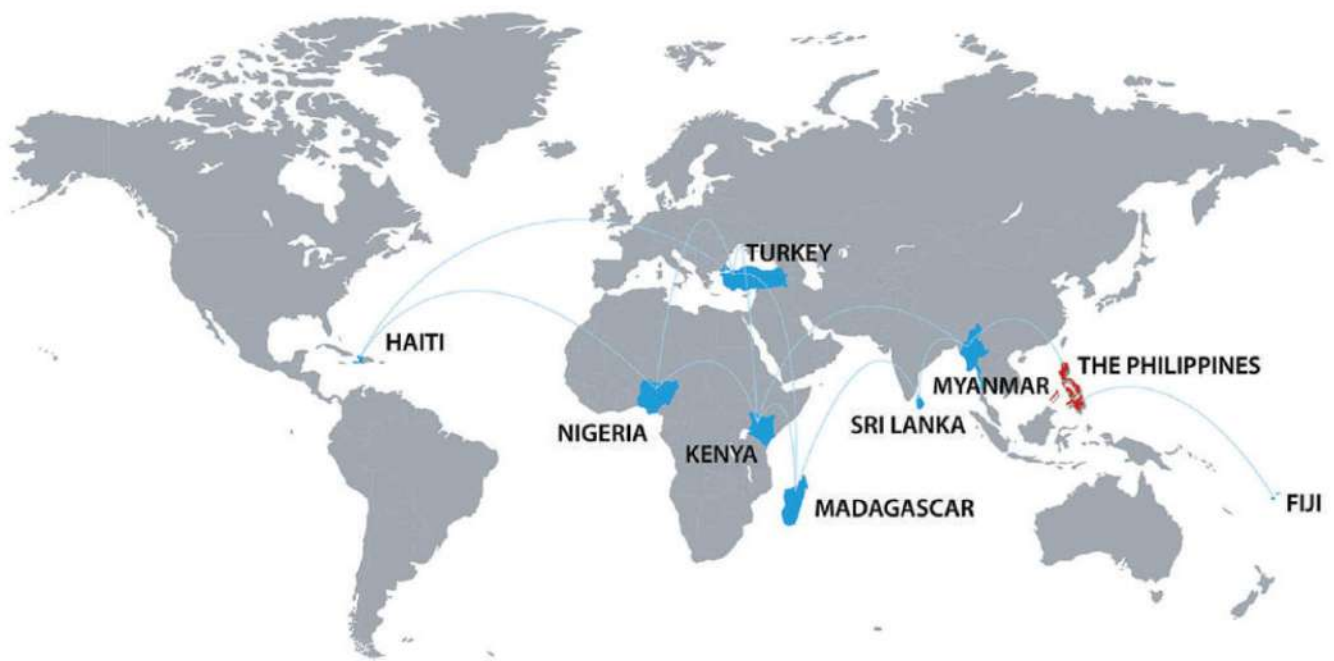 TURKEY
HAITI
THE PHILIPPINES
MYANMAR
SRI LANKA
NIGERIA
KENYA
MADAGASCAR
FIJI